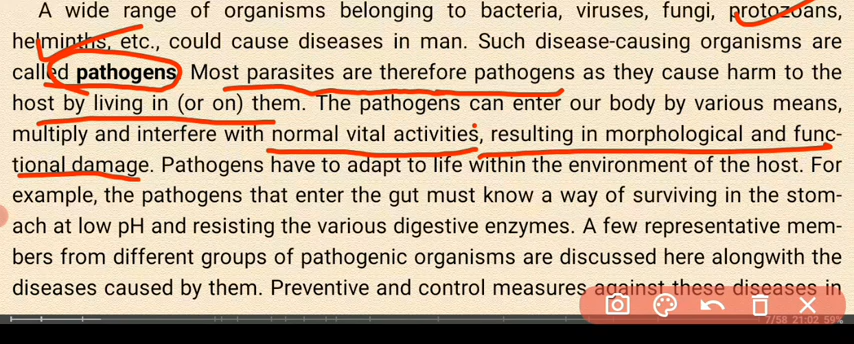 A wide range of organisms belonging to bacteria, viruses, fungi, protozoans,
helminths, etc., could cause diseases in man. Such disease-causing organisms are
called pathogens. Most parasites are therefore pathogens as they cause harm to the
host by living in (or on) them. The pathogens can enter our body by various means,
multiply and interfere with normal vital activities, resulting in morphological and func-
tional damage. Pathogens have to adapt to life within the environment of the host. For
example, the pathogens that enter the gut must know a way of surviving in the stom-
ach at low pH and resisting the various digestive enzymes. A few representative mem-
bers from different groups of pathogenic organisms are discussed here alongwith the
diseases caused by them. Preventive and control measures against these diseases in
7/58 21:02 59%